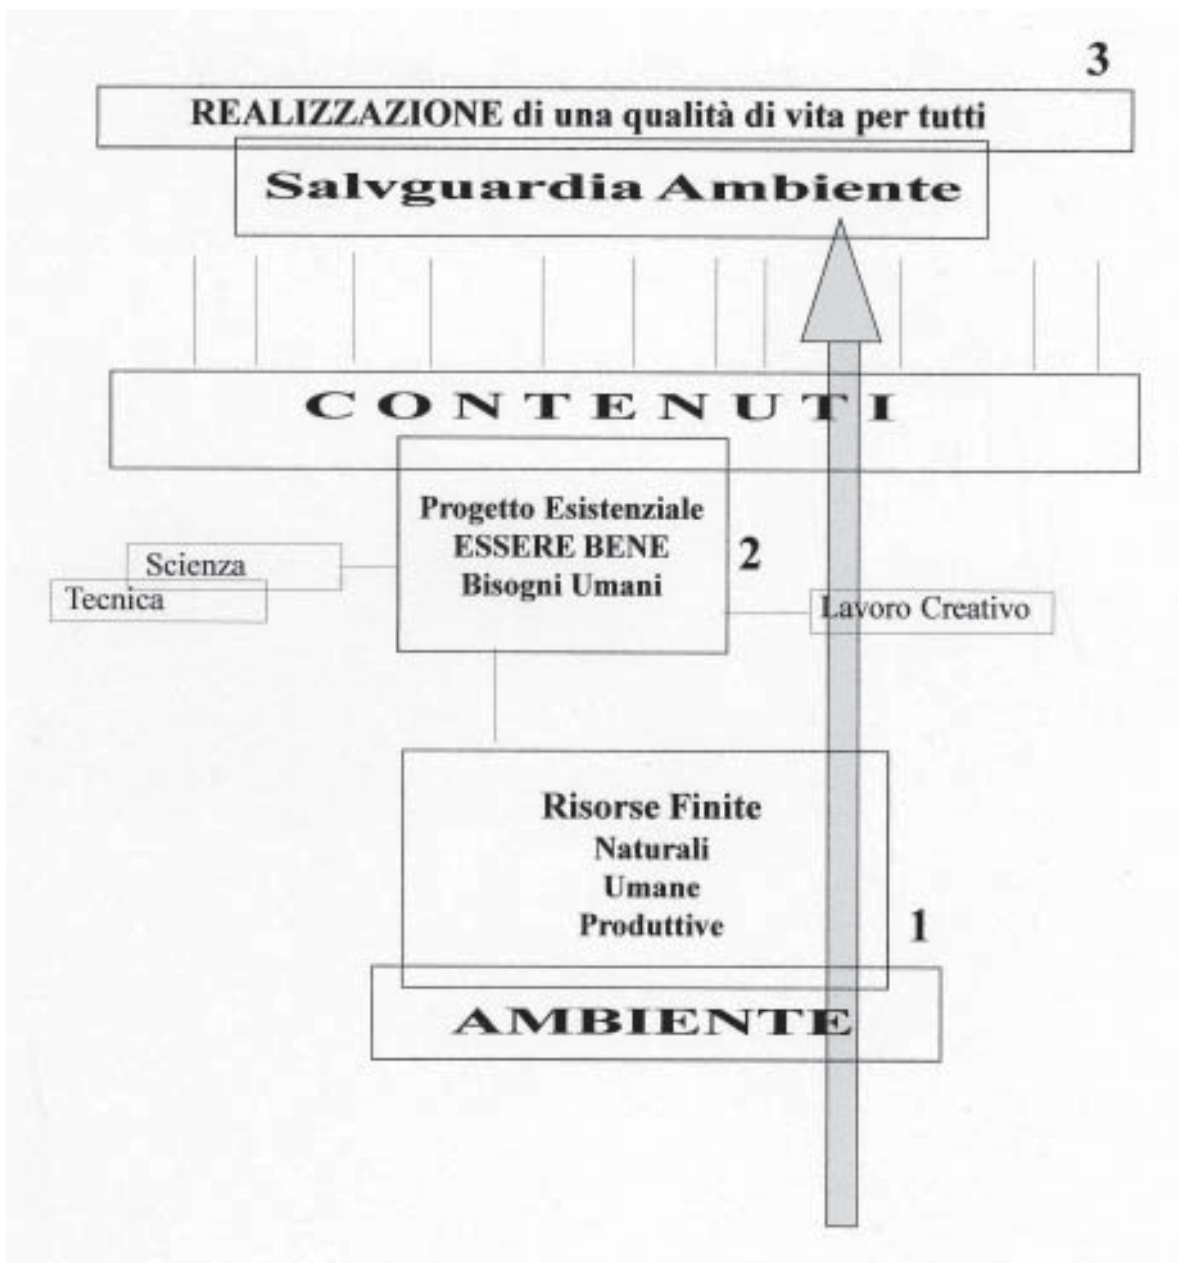 3
REALIZZAZIONE di una qualità di vita per tutti
Salvguardia Ambiente
CONTENUTI
Progetto Esistenziale
ESSERE BENE
Bisogni Umani
2
Scienza
Tecnica
Lavoro Creativo
Risorse Finite
Naturali
Umane
Produttive
1
AMBIENTE